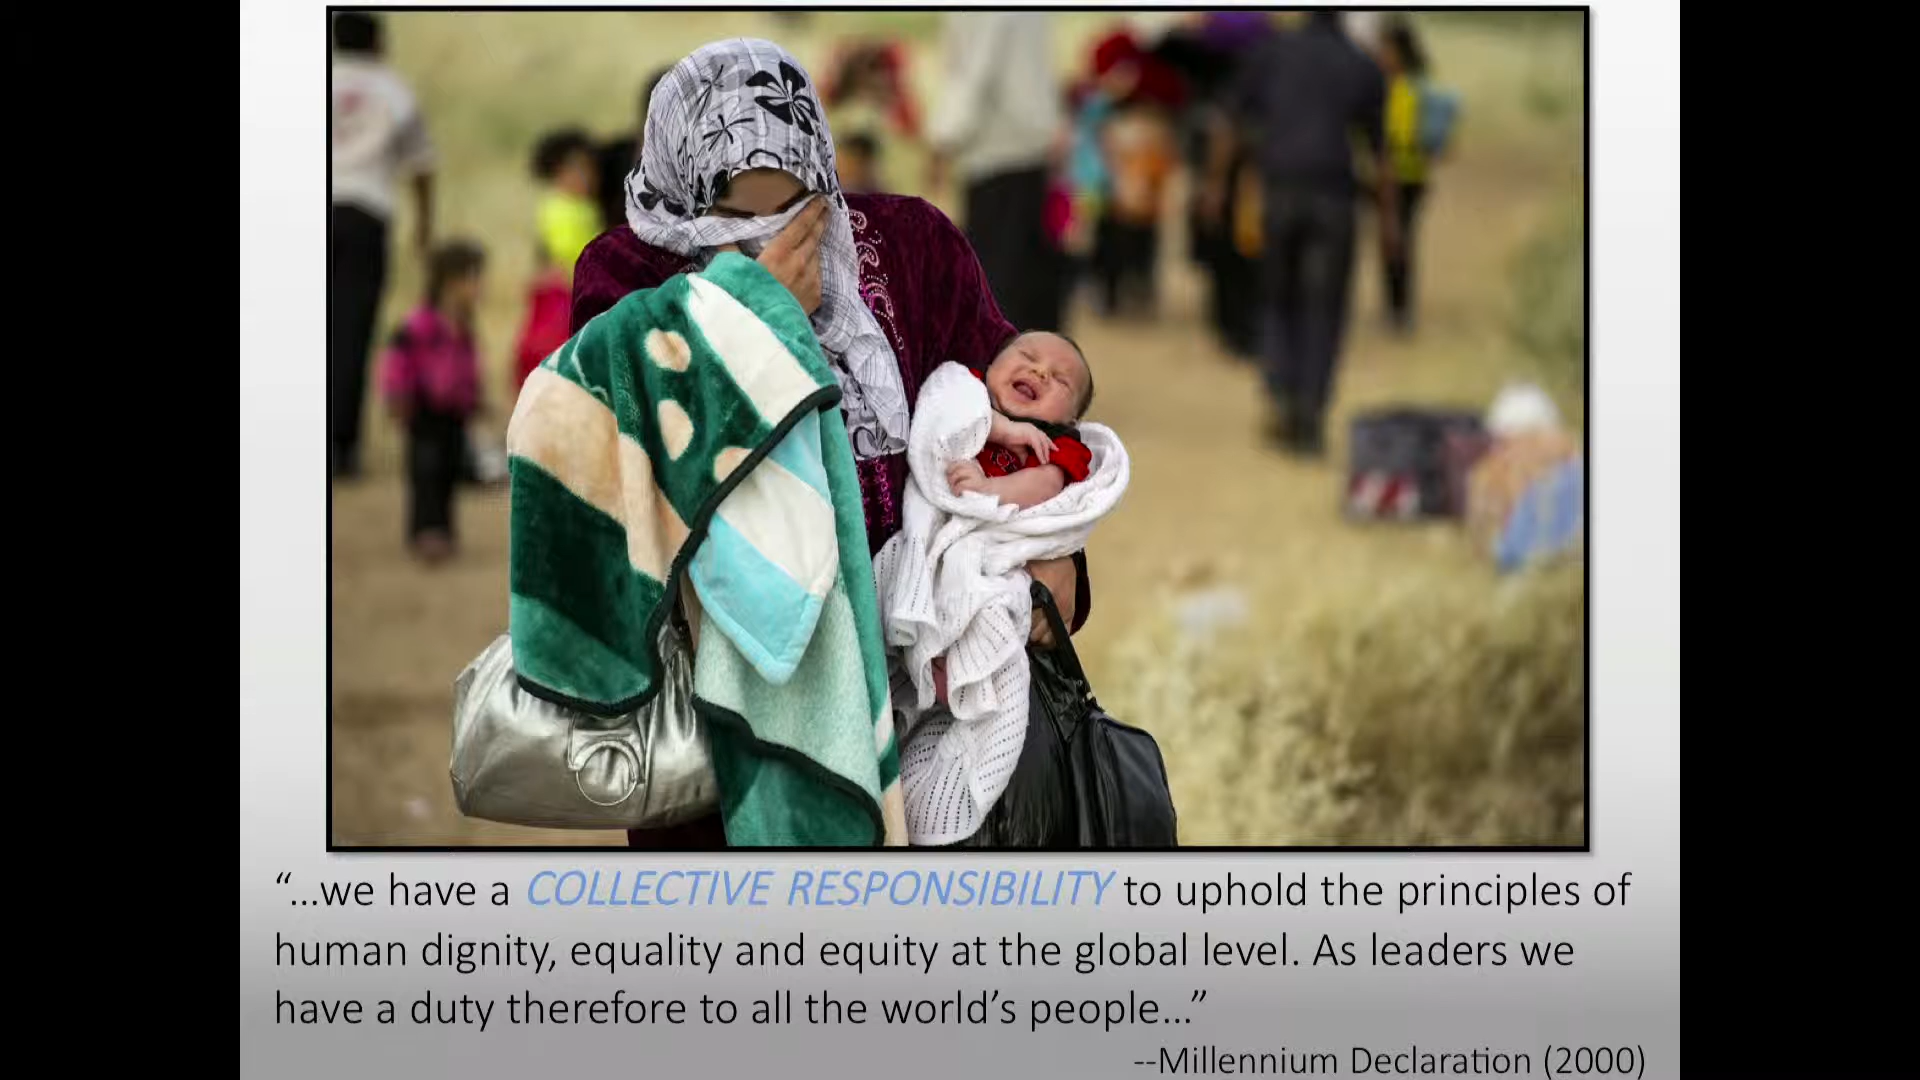 “...we have a COLLECTIVE RESPONSIBILITY to uphold the principles of
human dignity, equality and equity at the global level. As leaders we
have a duty therefore to all the world’s people...”
--Millennium Declaration (2000)